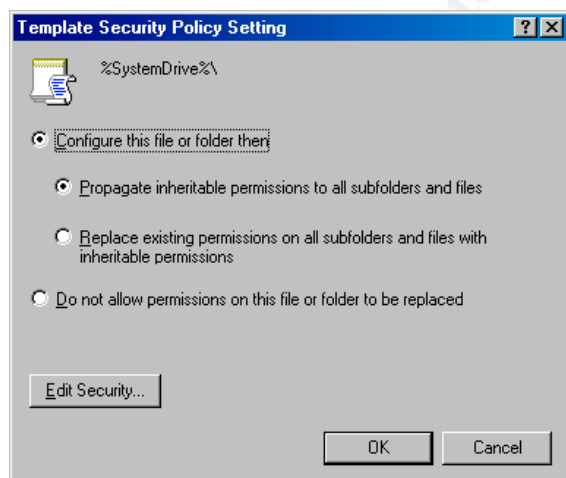 Template Security Policy Setting
%SystemDrive%\
Configure this file or folder then
Propagate inheritable permissions to all subfolders and files
Replace existing permissions on all subfolders and files with
inheritable permissions
Do not allow permissions on this file or folder to be replaced
Edit Security...
OK Cancel